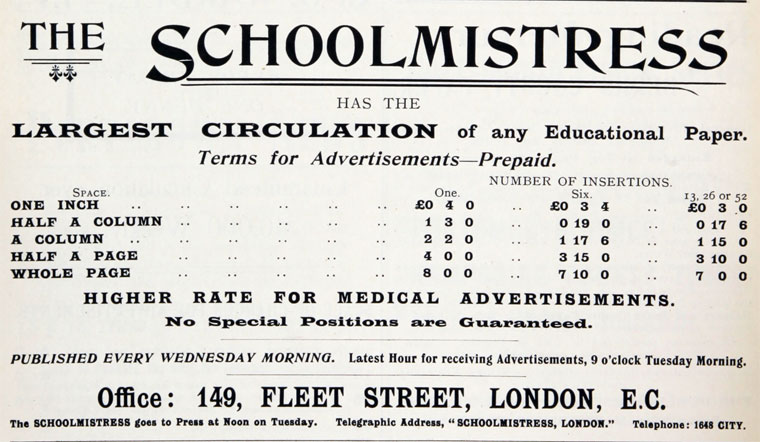 THE SCHOOLMISTRESS
HAS THE
LARGEST CIRCULATION of any Educational Paper.
Terms for Advertisements—Prepaid.
NUMBER OF INSERTIONS.
SPACE. One. Six. 13, 26 or 52
ONE INCH .. .. .. .. .. £0 4 0 .. £0 3 4 .. £0 3 0
HALF A COLUMN .. .. .. .. 1 3 0 .. 0 19 0 .. 0 17 6
A COLUMN .. .. .. .. .. 2 2 0 .. 1 17 6 .. 1 15 0
HALF A PAGE .. .. .. .. 4 0 0 .. 3 15 0 .. 3 10 0
WHOLE PAGE .. .. .. .. 8 0 0 .. 7 10 0 .. 7 0 0
HIGHER RATE FOR MEDICAL ADVERTISEMENTS.
No Special Positions are Guaranteed.
PUBLISHED EVERY WEDNESDAY MORNING. Latest Hour for receiving Advertisements, 9 o'clock Tuesday Morning.
Office: 149, FLEET STREET, LONDON, E.C.
The SCHOOLMISTRESS goes to Press at Noon on Tuesday. Telegraphic Address, "SCHOOLMISTRESS, LONDON." Telephone: 1648 CITY.